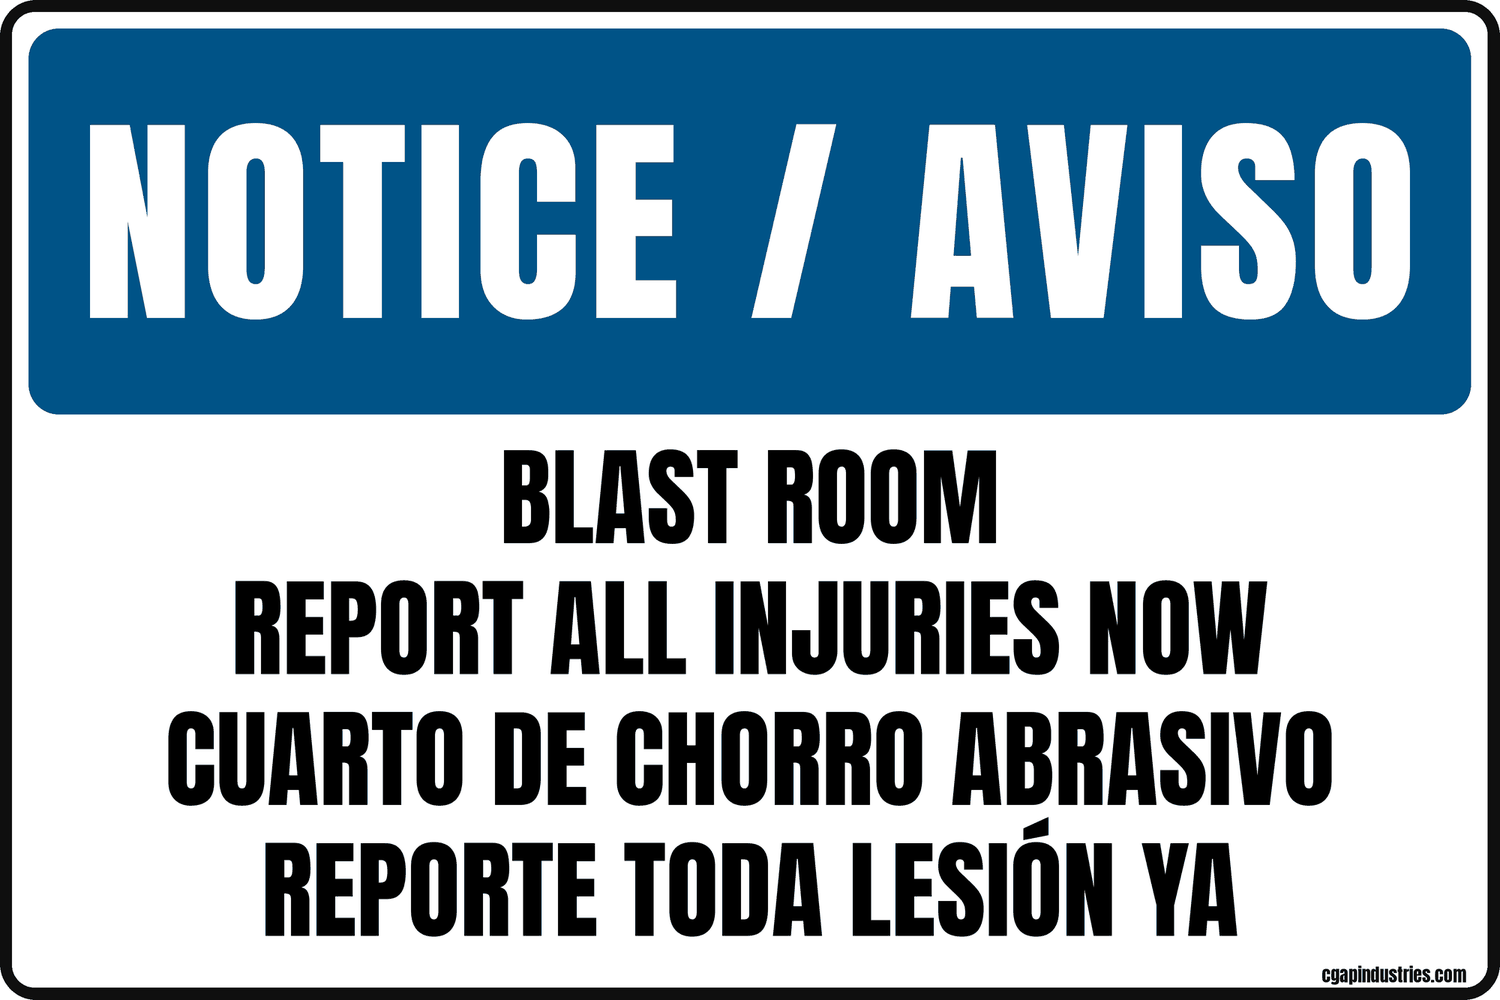 NOTICE / AVISO
BLAST ROOM
REPORT ALL INJURIES NOW
CUARTO DE CHORRO ABRASIVO
REPORTE TODA LESIÓN YA
cgapindustries.com